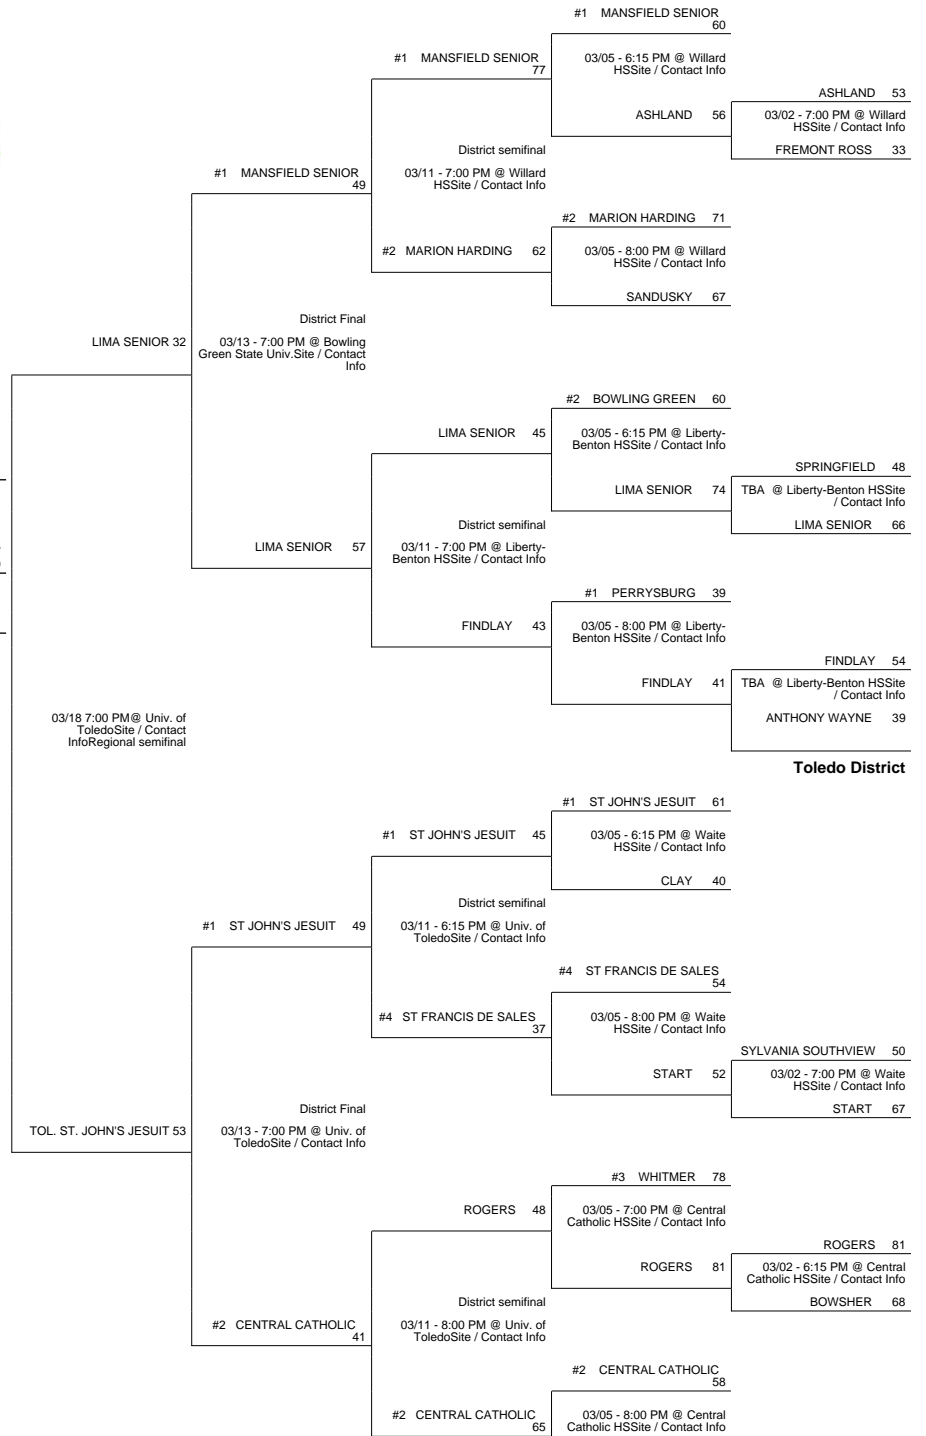 #1 MANSFIELD SENIOR
60
#1 MANSFIELD SENIOR
77
03/05 - 6:15 PM @ Willard
HSSite / Contact Info
ASHLAND 53
ASHLAND 56
03/02 - 7:00 PM @ Willard
HSSite / Contact Info
District semifinal
FREMONT ROSS 33
#1 MANSFIELD SENIOR
49
03/11 - 7:00 PM @ Willard
HSSite / Contact Info
#2 MARION HARDING 71
#2 MARION HARDING 62
03/05 - 8:00 PM @ Willard
HSSite / Contact Info
SANDUSKY 67
District Final
LIMA SENIOR 32
03/13 - 7:00 PM @ Bowling
Green State Univ.Site / Contact
Info
#2 BOWLING GREEN 60
LIMA SENIOR 45
03/05 - 6:15 PM @ Liberty-
Benton HSSite / Contact Info
SPRINGFIELD 48
LIMA SENIOR 74
TBA @ Liberty-Benton HSSite
/ Contact Info
District semifinal
LIMA SENIOR 66
LIMA SENIOR 57
03/11 - 7:00 PM @ Liberty-
Benton HSSite / Contact Info
#1 PERRYSBURG 39
FINDLAY 43
03/05 - 8:00 PM @ Liberty-
Benton HSSite / Contact Info
FINDLAY 54
FINDLAY 41
TBA @ Liberty-Benton HSSite
/ Contact Info
03/18 7:00 PM@ Univ. of
ToledoSite / Contact
InfoRegional semifinal
ANTHONY WAYNE 39
Toledo District
#1 ST JOHN'S JESUIT 61
#1 ST JOHN'S JESUIT 45
03/05 - 6:15 PM @ Waite
HSSite / Contact Info
CLAY 40
District semifinal
#1 ST JOHN'S JESUIT 49
03/11 - 6:15 PM @ Univ. of
ToledoSite / Contact Info
#4 ST FRANCIS DE SALES
54
#4 ST FRANCIS DE SALES
37
03/05 - 8:00 PM @ Waite
HSSite / Contact Info
SYLVANIA SOUTHVIEW 50
START 52
03/02 - 7:00 PM @ Waite
HSSite / Contact Info
District Final
START 67
TOL. ST. JOHN'S JESUIT 53
03/13 - 7:00 PM @ Univ. of
ToledoSite / Contact Info
#3 WHITMER 78
ROGERS 48
03/05 - 7:00 PM @ Central
Catholic HSSite / Contact Info
ROGERS 81
ROGERS 81
03/02 - 6:15 PM @ Central
Catholic HSSite / Contact Info
District semifinal
BOWSHER 68
#2 CENTRAL CATHOLIC
41
03/11 - 8:00 PM @ Univ. of
ToledoSite / Contact Info
#2 CENTRAL CATHOLIC
58
#2 CENTRAL CATHOLIC
65
03/05 - 8:00 PM @ Central
Catholic HSSite / Contact Info